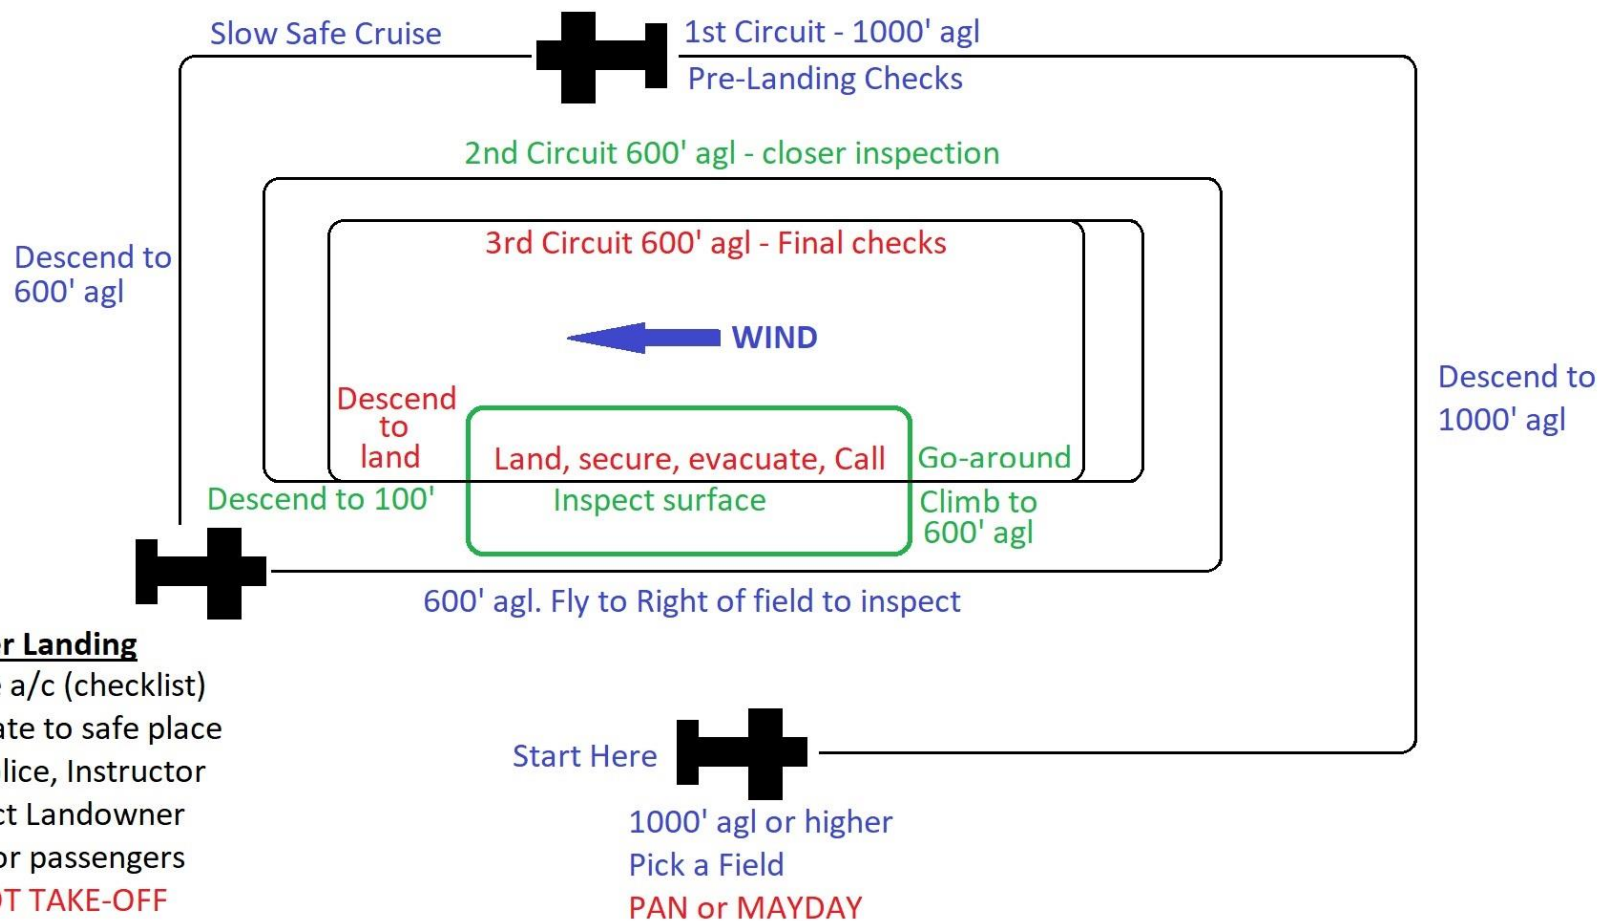 Slow Safe Cruise
1st Circuit - 1000' agl
Pre-Landing Checks
2nd Circuit 600' agl - closer inspection
3rd Circuit 600' agl - Final checks
Descend to
600' agl
WIND
Descend to
1000' agl
Descend
to
land
Land, secure, evacuate, Call
Go-around
Descend to 100'
Inspect surface
Climb to
600' agl
600' agl. Fly to Right of field to inspect
Landing
a/c (checklist)
to safe place
Instructor
Landowner
passengers
TAKE-OFF
Start Here
1000' agl or higher
Pick a Field
PAN or MAYDAY